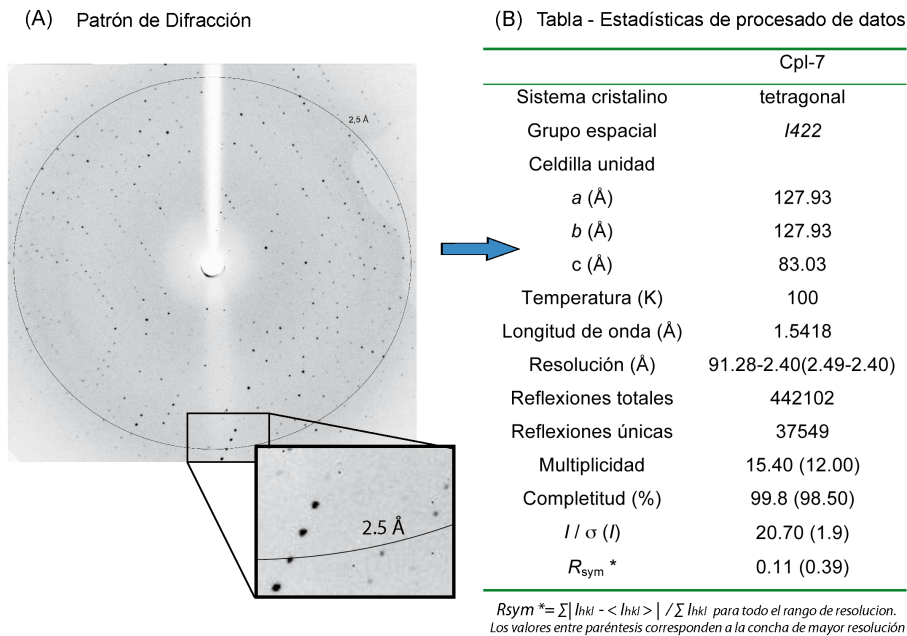 (A) Patrón de Difracción
2,5 Å
2.5 Å
(B) Tabla - Estadísticas de procesado de datos
Cpl-7
Sistema cristalino tetragonal
Grupo espacial I422
Celdilla unidad
a (Å) 127.93
b (Å) 127.93
c (Å) 83.03
Temperatura (K) 100
Longitud de onda (Å) 1.5418
Resolución (Å) 91.28-2.40(2.49-2.40)
Reflexiones totales 442102
Reflexiones únicas 37549
Multiplicidad 15.40 (12.00)
Completitud (%) 99.8 (98.50)
I / σ (I) 20.70 (1.9)
Rsym * 0.11 (0.39)
Rsym *= ∑| Ihkl - < Ihkl > | / ∑ Ihkl para todo el rango de resolucion.
Los valores entre paréntesis corresponden a la concha de mayor resolución